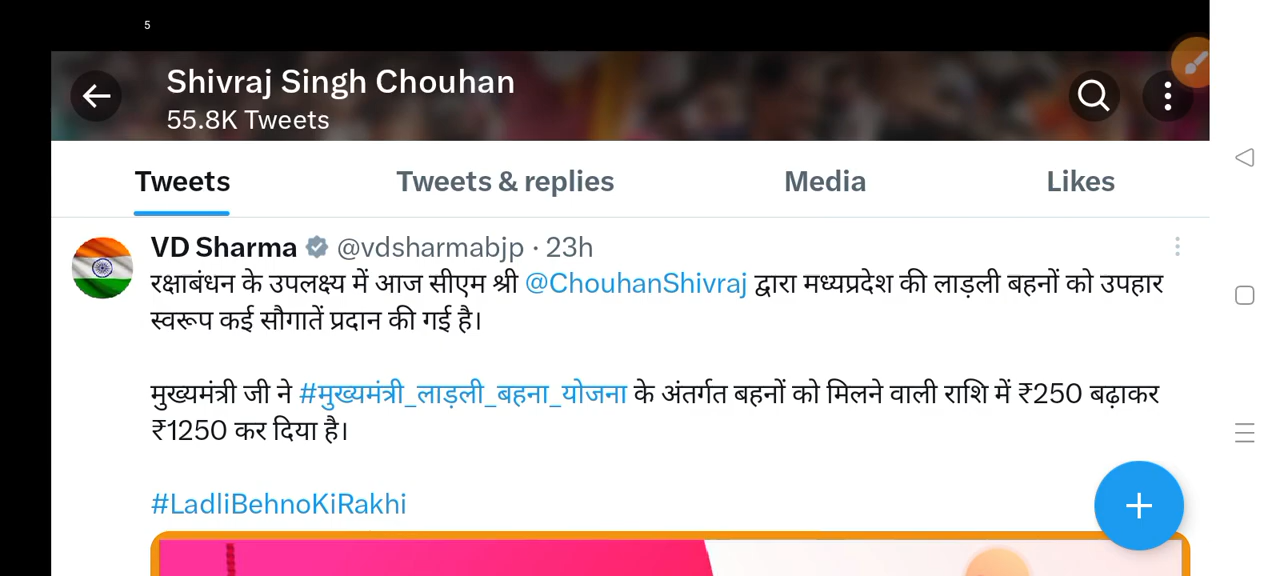 5
Shivraj Singh Chouhan
55.8K Tweets
Tweets Tweets & replies Media Likes
VD Sharma @vdsharmabjp · 23h
रक्षाबंधन के उपलक्ष्य में आज सीएम श्री @ChouhanShivraj द्वारा मध्यप्रदेश की लाड़ली बहनों को उपहार
स्वरूप कई सौगातें प्रदान की गई है।
मुख्यमंत्री जी ने #मुख्यमंत्री_लाड़ली_बहना_योजना के अंतर्गत बहनों को मिलने वाली राशि में ₹250 बढ़ाकर
₹1250 कर दिया है।
#LadliBehnoKiRakhi